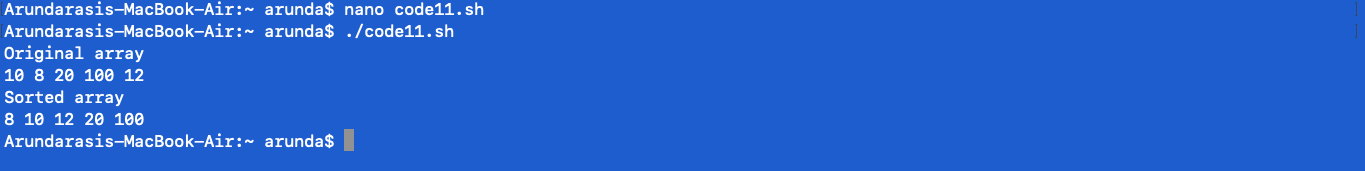 Arundarasis-MacBook-Air:~ arunda$ nano code11.sh
Arundarasis-MacBook-Air:~ arunda$ ./code11.sh
Original array
10 8 20 100 12
Sorted array
8 10 12 20 100
Arundarasis-MacBook-Air:~ arunda$